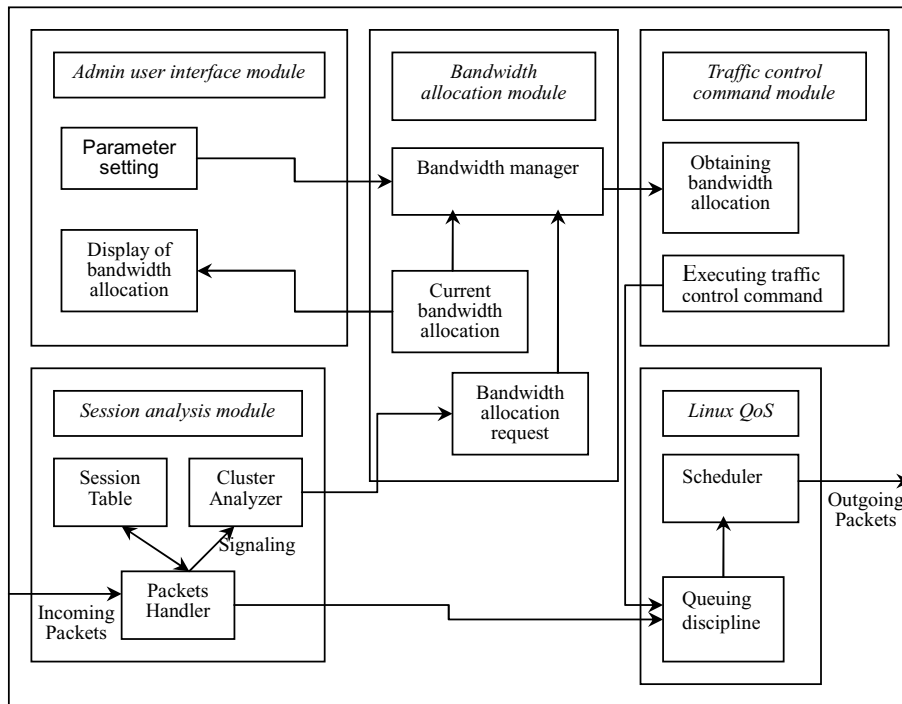 Admin user interface module
Parameter
setting
Display of
bandwidth
allocation
Bandwidth
allocation module
Bandwidth manager
Current
bandwidth
allocation
Bandwidth
allocation
request
Traffic control
command module
Obtaining
bandwidth
allocation
Executing traffic
control command
Session analysis module
Session
Table
Cluster
Analyzer
Signaling
Packets
Handler
Incoming
Packets
Linux QoS
Scheduler
Queuing
discipline
Outgoing
Packets